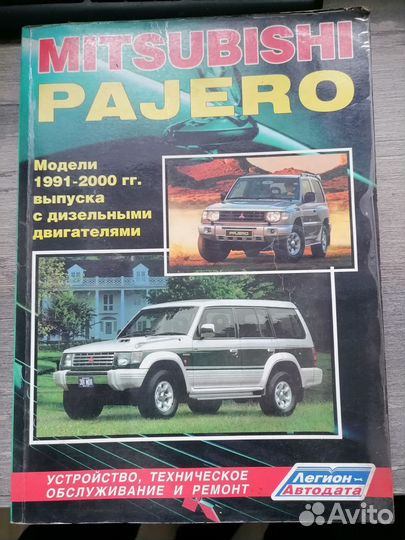 MITSUBISHI
PAJERO
Модели
1991-2000 гг.
выпуска
с дизельными
двигателями
PAJERO
УСТРОЙСТВО, ТЕХНИЧЕСКОЕ
ОБСЛУЖИВАНИЕ И РЕМОНТ
Легион
Автодата
Avito